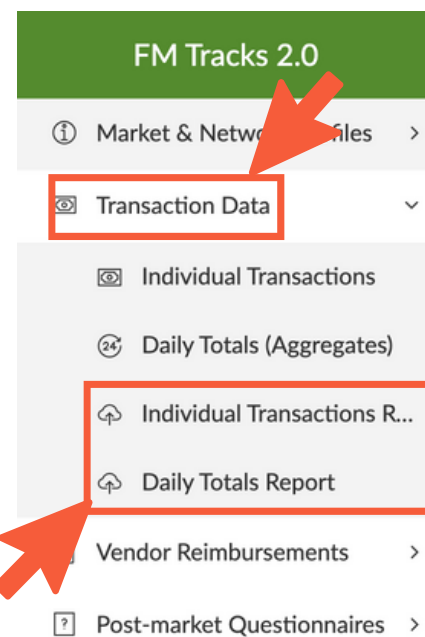 FM Tracks 2.0
Market & Netwo files
Transaction Data
Individual Transactions
24
Daily Totals (Aggregates)
Individual Transactions R...
Daily Totals Report
Vendor Reimbursements
Post-market Questionnaires